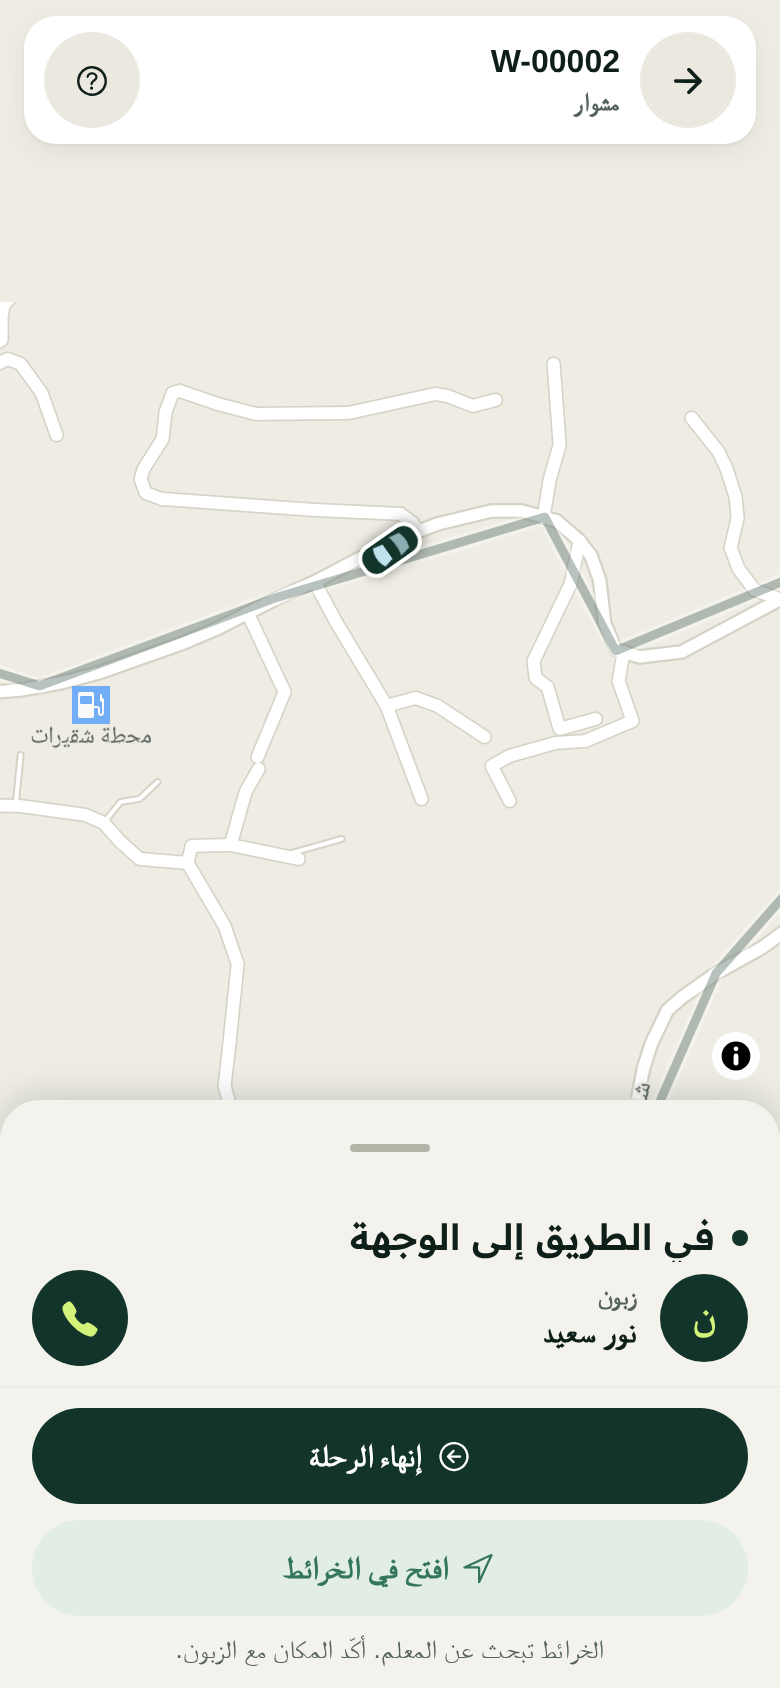 W-00002
مشوار
محطة شقيرات
في الطريق إلى الوجهة
ن
زبون
نور سعيد
إنهاء الرحلة
افتح في الخرائط
الخرائط تبحث عن المعلم. أكّد المكان مع الزبون.